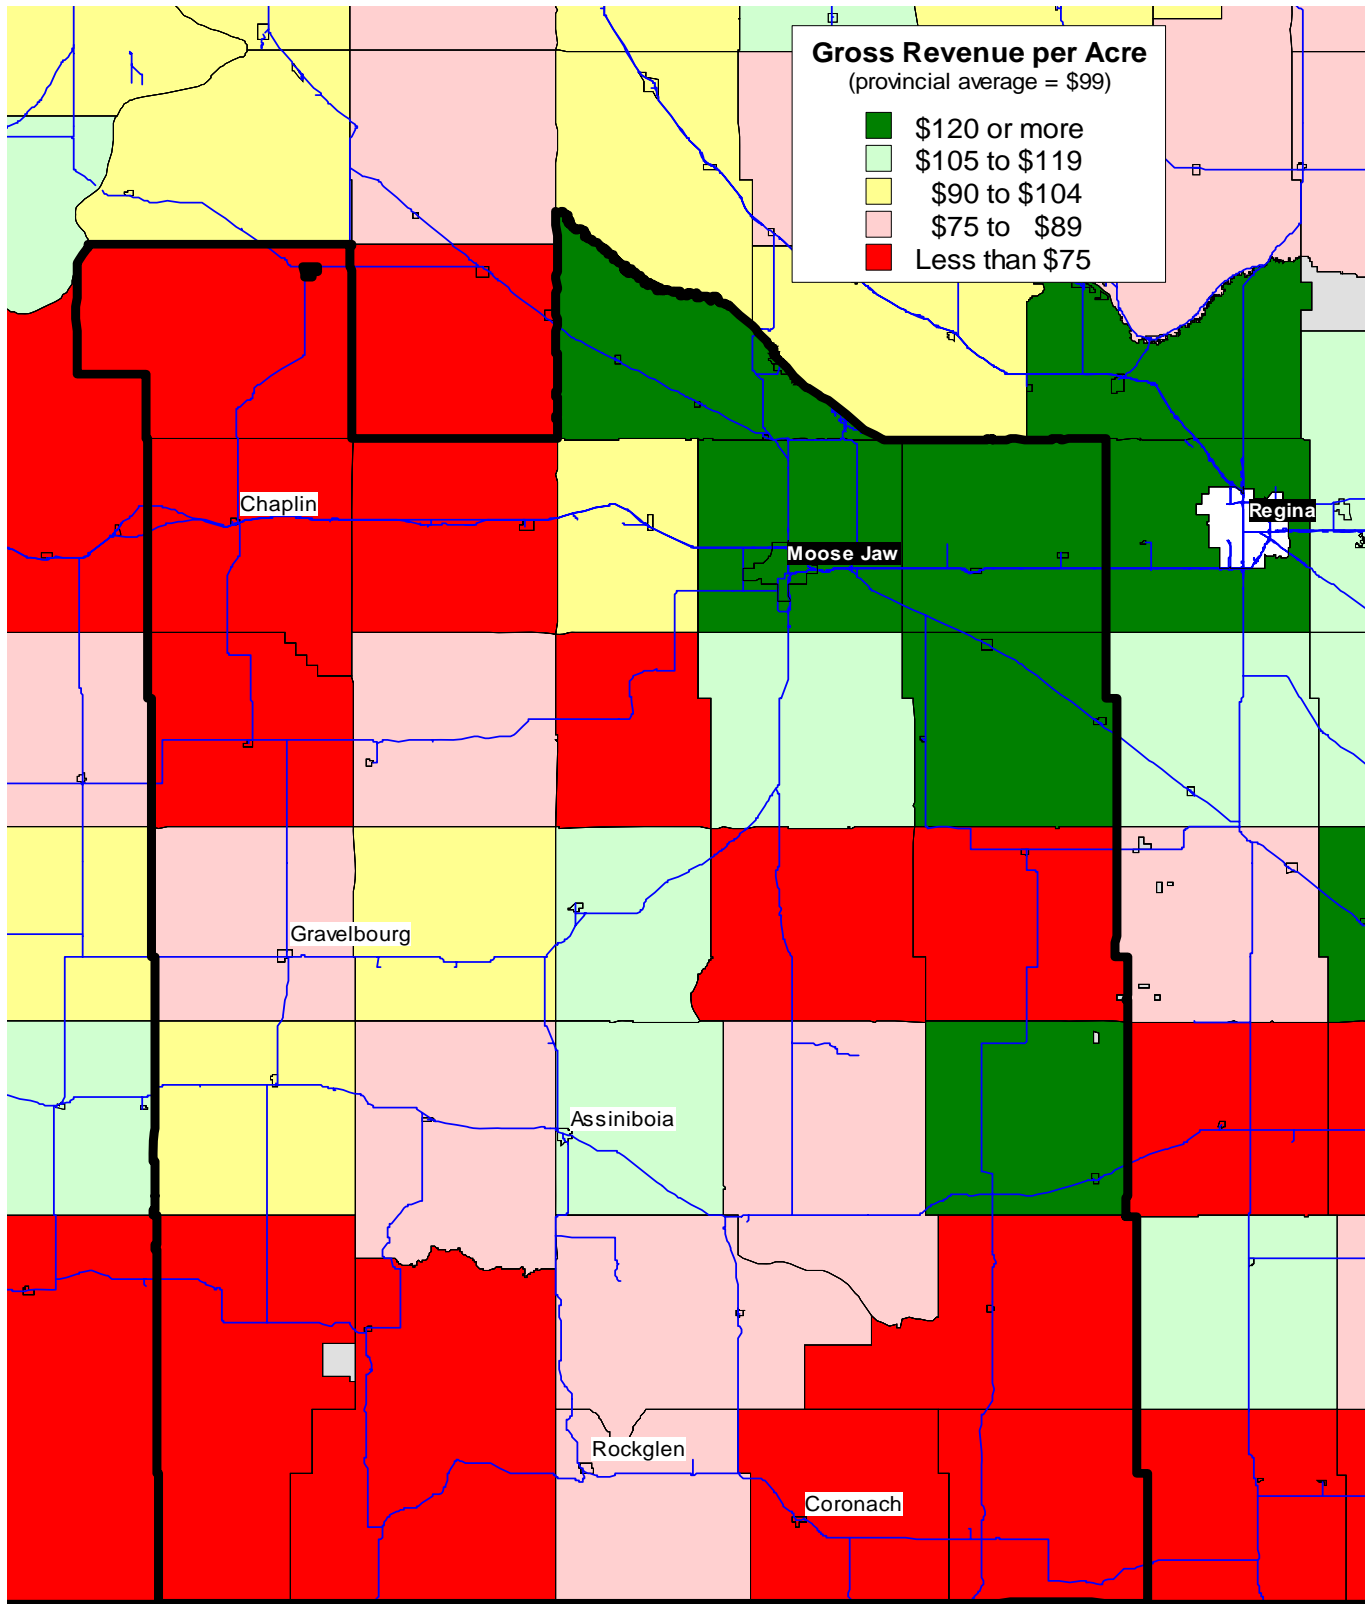 Gross Revenue per Acre
(provincial average = $99)
$120 or more
$105 to $119
$90 to $104
$75 to $89
Less than $75
Chaplin
Regina
Moose Jaw
Gravelbourg
Assiniboia
Rockglen
Coronach